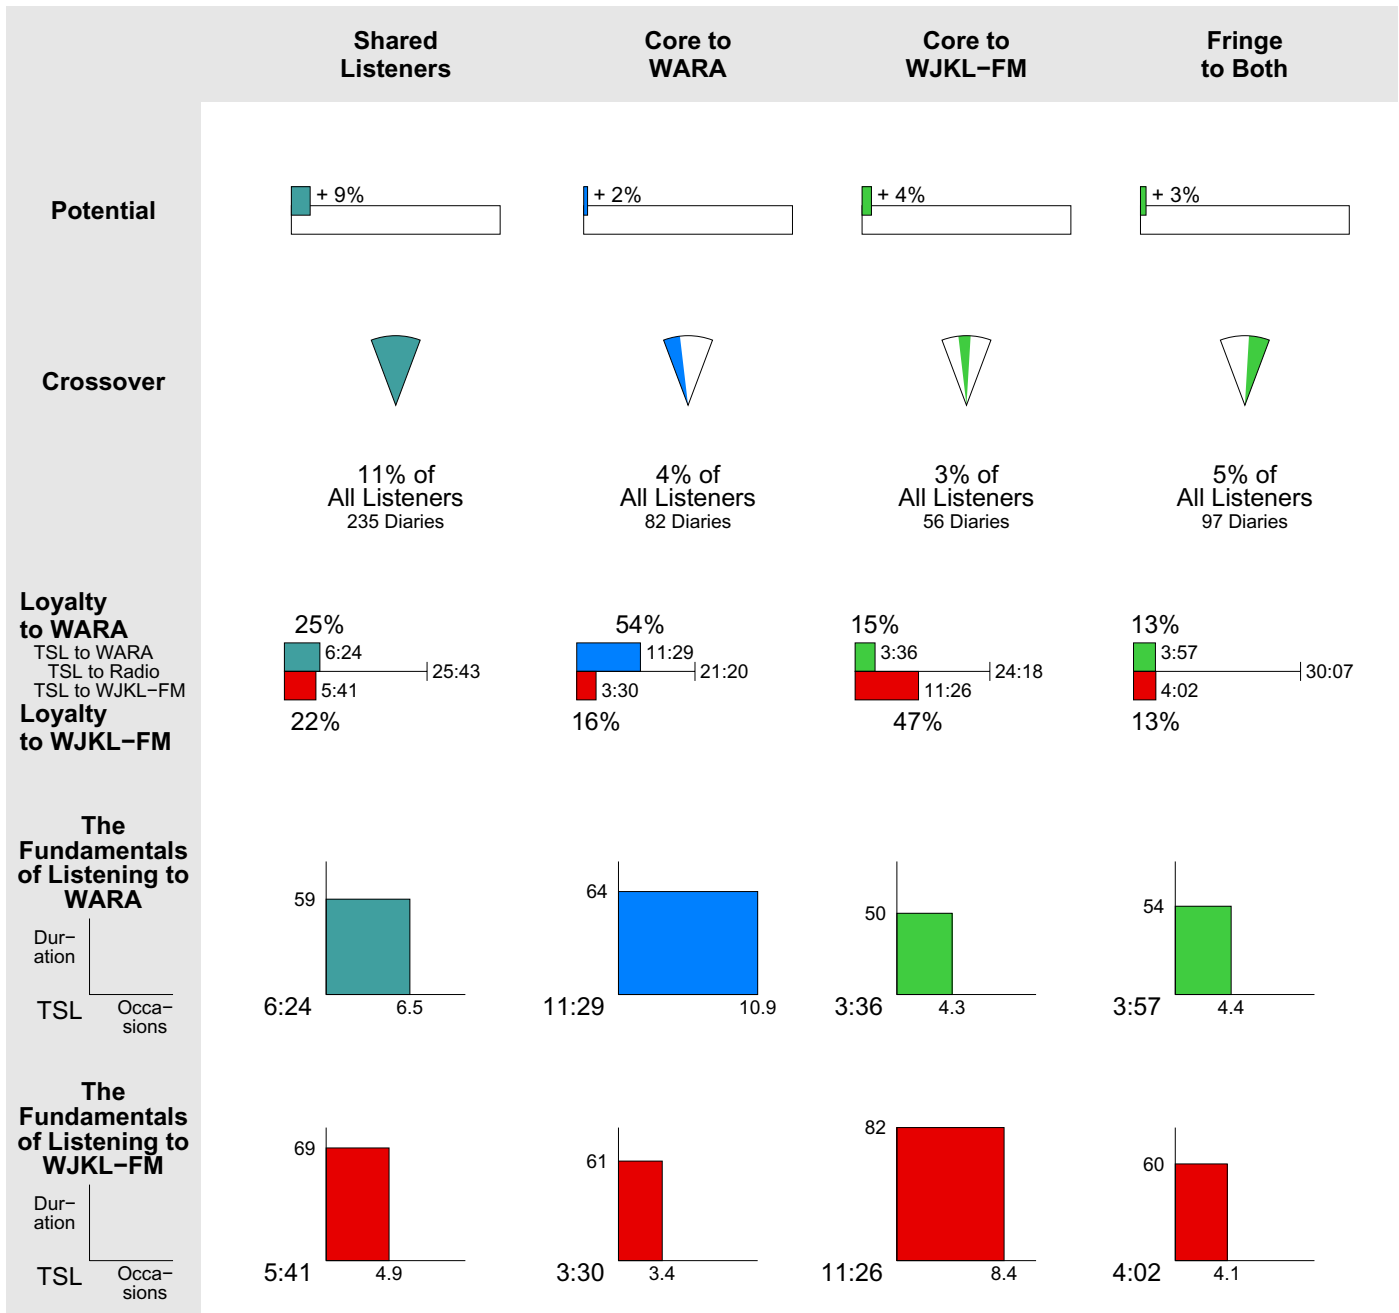 Shared
Listeners
Core to
WARA
Core to
WJKL−FM
Fringe
to Both
Potential
+ 9%
+ 2%
+ 4%
+ 3%
Crossover
11% of
All Listeners
235 Diaries
4% of
All Listeners
82 Diaries
3% of
All Listeners
56 Diaries
5% of
All Listeners
97 Diaries
Loyalty
to WARA
TSL to WARA
TSL to Radio
TSL to WJKL−FM
Loyalty
to WJKL−FM
25%
6:24
25:43
5:41
22%
54%
11:29
21:20
3:30
16%
15%
3:36
24:18
11:26
47%
13%
3:57
30:07
4:02
13%
The
Fundamentals
of Listening to
WARA
Dur−
ation
TSL
Occa−
sions
59
6:24
6.5
64
11:29
10.9
50
3:36
4.3
54
3:57
4.4
The
Fundamentals
of Listening to
WJKL−FM
Dur−
ation
TSL
Occa−
sions
69
5:41
4.9
61
3:30
3.4
82
11:26
8.4
60
4:02
4.1